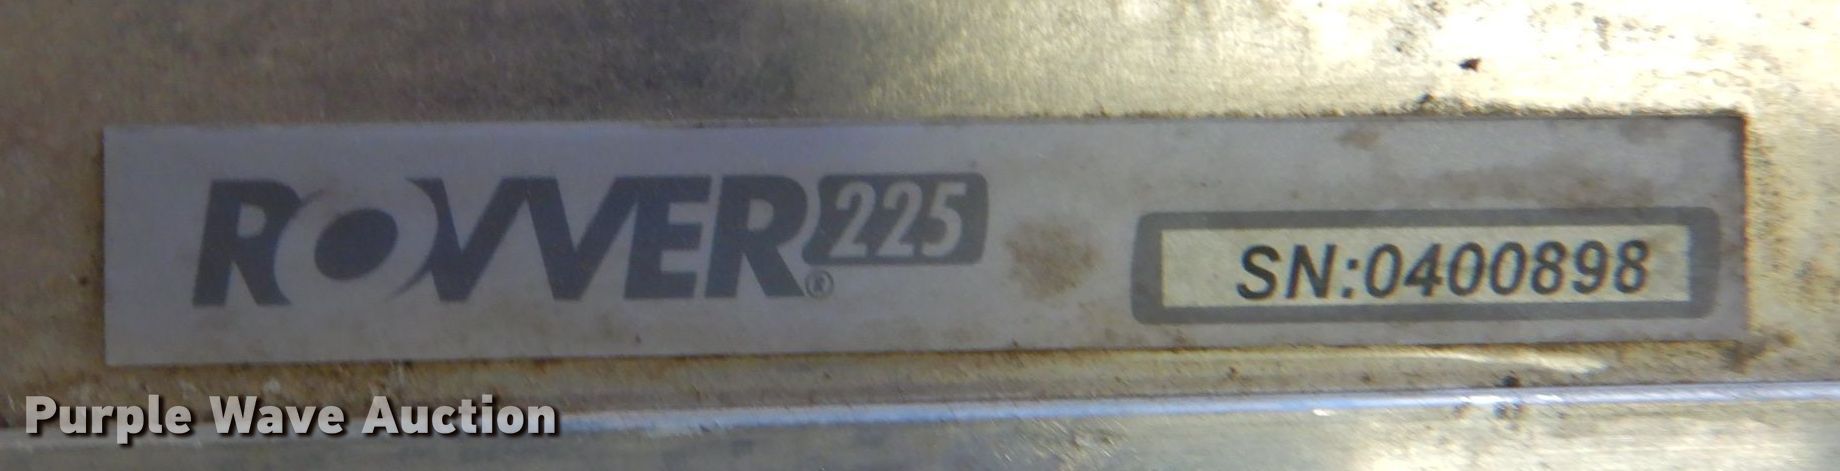 ROVVER 225 ®
SN:0400898
Purple Wave Auction